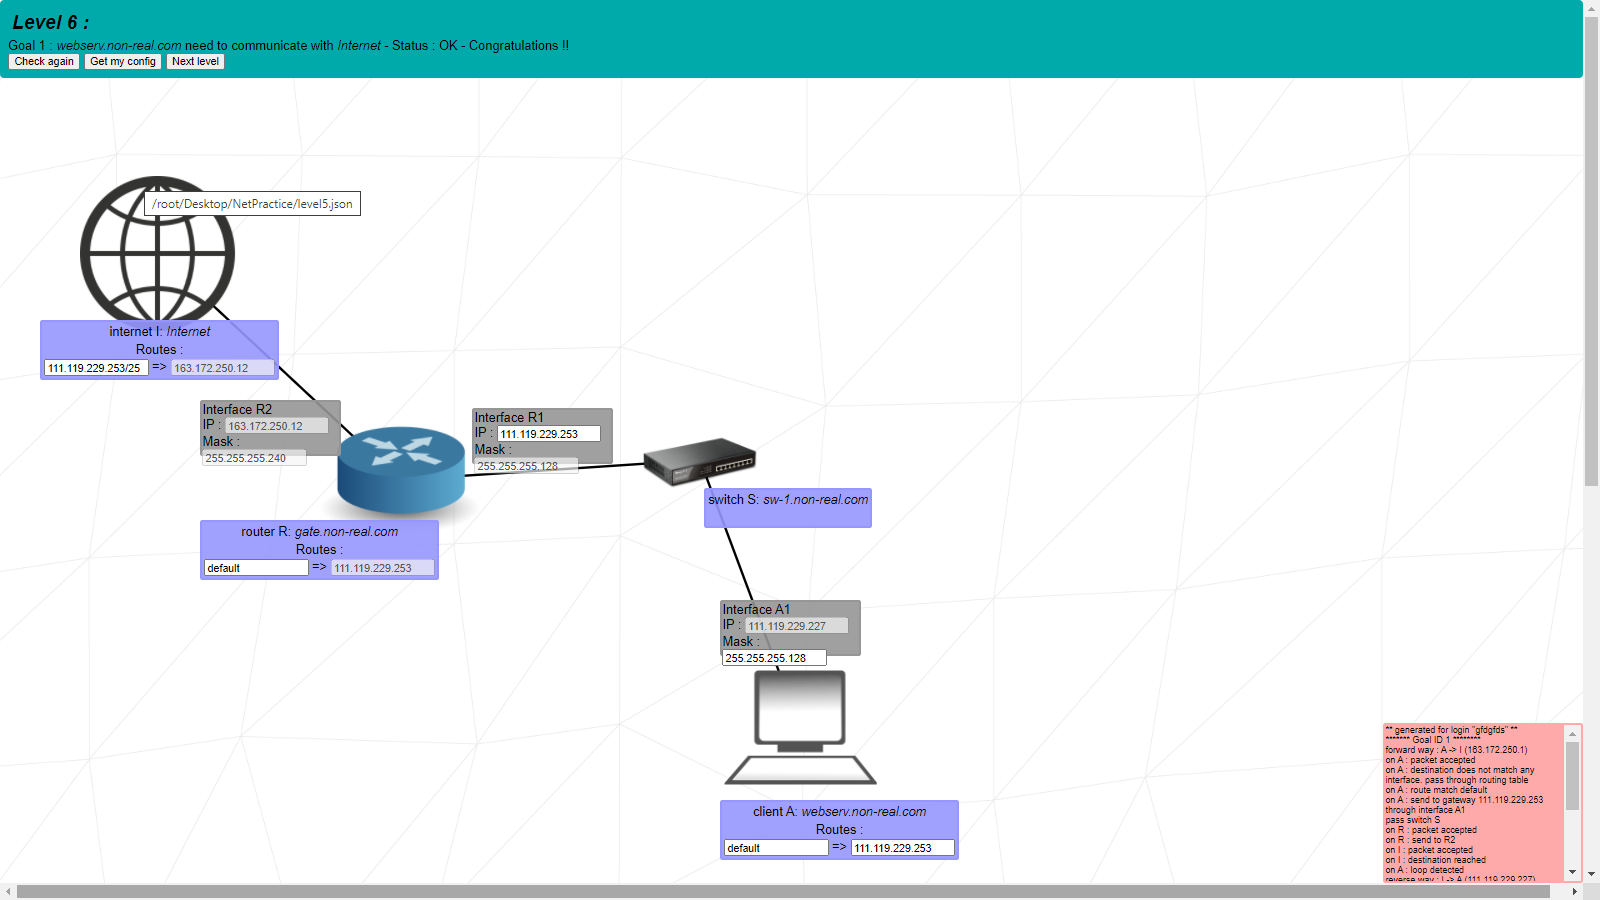 Level 6 :
Goal 1 : webserv.non-real.com need to communicate with Internet - Status : OK - Congratulations !!
Check again Get my config Next level
/root/Desktop/NetPractice/level5.json
internet I: Internet
Routes :
111.119.229.253/25 => 163.172.250.12
Interface R2
IP : 163.172.250.12
Mask :
255.255.255.240
Interface R1
IP : 111.119.229.253
Mask :
255.255.255.128
switch S: sw-1.non-real.com
router R: gate.non-real.com
Routes :
default => 111.119.229.253
Interface A1
IP : 111.119.229.227
Mask :
255.255.255.128
client A: webserv.non-real.com
Routes :
default => 111.119.229.253
** generated for login "gfdgfds" **
******* Goal ID 1 ********
forward way : A -> I (163.172.250.1)
on A : packet accepted
on A : destination does not match any
interface. pass through routing table
on A : route match default
on A : send to gateway 111.119.229.253
through interface A1
pass switch S
on R : packet accepted
on R : send to R2
on I : packet accepted
on I : destination reached
on A : loop detected
reverse way : I -> A (111.119.229.227)